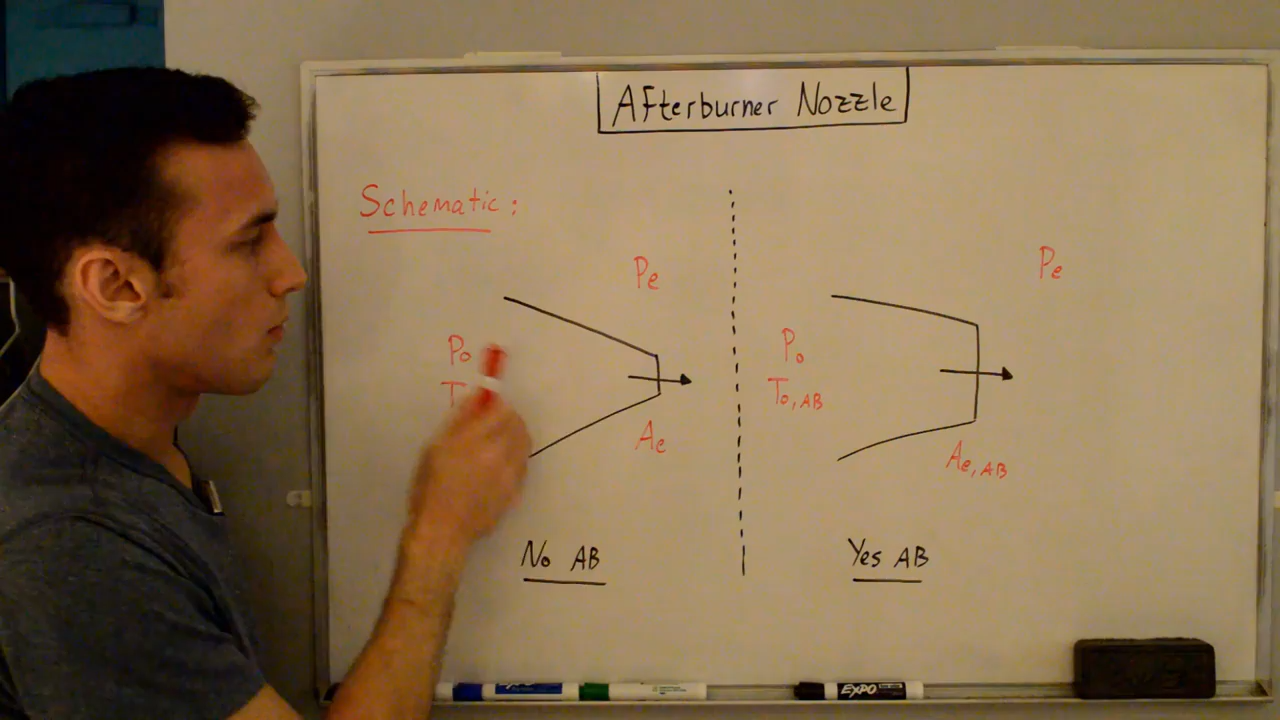 Afterburner Nozzle
Schematic:
Pe
Po
T
Ae
No AB
Pe
Po
To,AB
Ae,AB
Yes AB
EXPO